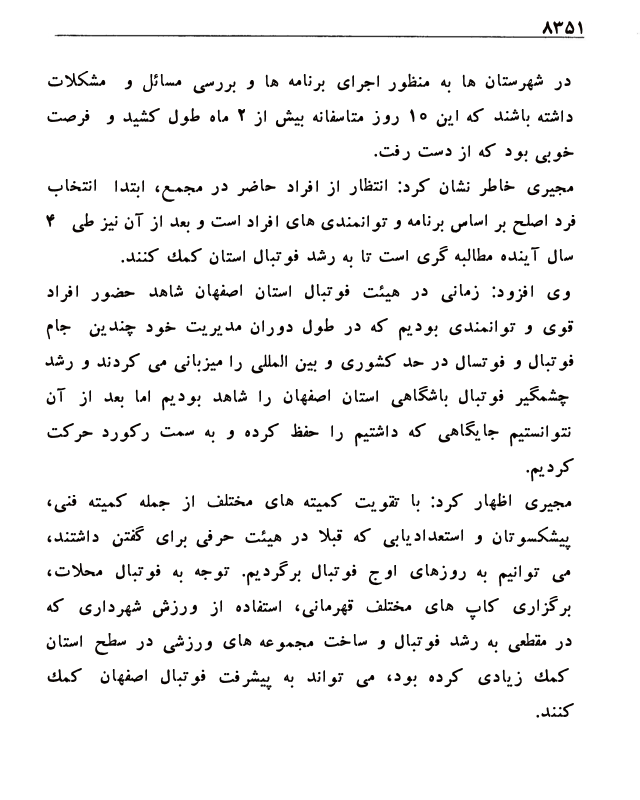 ۸۳۵۱
در شهرستان ها به منظور اجرای برنامه ها و بررسی مسائل و مشکلات
داشته باشند که این ۱۰ روز متاسفانه بیش از ۲ ماه طول کشید و فرصت
خوبی بود که از دست رفت.
مجیری خاطر نشان کرد: انتظار از افراد حاضر در مجمع، ابتدا انتخاب
فرد اصلح بر اساس برنامه و توانمندی های افراد است و بعد از آن نیز طی ۴
سال آینده مطالبه گری است تا به رشد فوتبال استان کمك کنند.
وی افزود: زمانی در هیئت فوتبال استان اصفهان شاهد حضور افراد
قوی و توانمندی بودیم که در طول دوران مدیریت خود چندین جام
فوتبال و فوتسال در حد کشوری و بین المللی را میزبانی می کردند و رشد
چشمگیر فوتبال باشگاهی استان اصفهان را شاهد بودیم اما بعد از آن
نتوانستیم جایگاهی که داشتیم را حفظ کرده و به سمت رکورد حرکت
کردیم.
مجیری اظهار کرد: با تقویت کمیته های مختلف از جمله کمیته فنی،
پیشکسوتان و استعدادیابی که قبلا در هیئت حرفی برای گفتن داشتند،
می توانیم به روزهای اوج فوتبال برگردیم. توجه به فوتبال محلات،
برگزاری کاپ های مختلف قهرمانی، استفاده از ورزش شهرداری که
در مقطعی به رشد فوتبال و ساخت مجموعه های ورزشی در سطح استان
کمك زیادی کرده بود، می تواند به پیشرفت فوتبال اصفهان کمك
کنند.